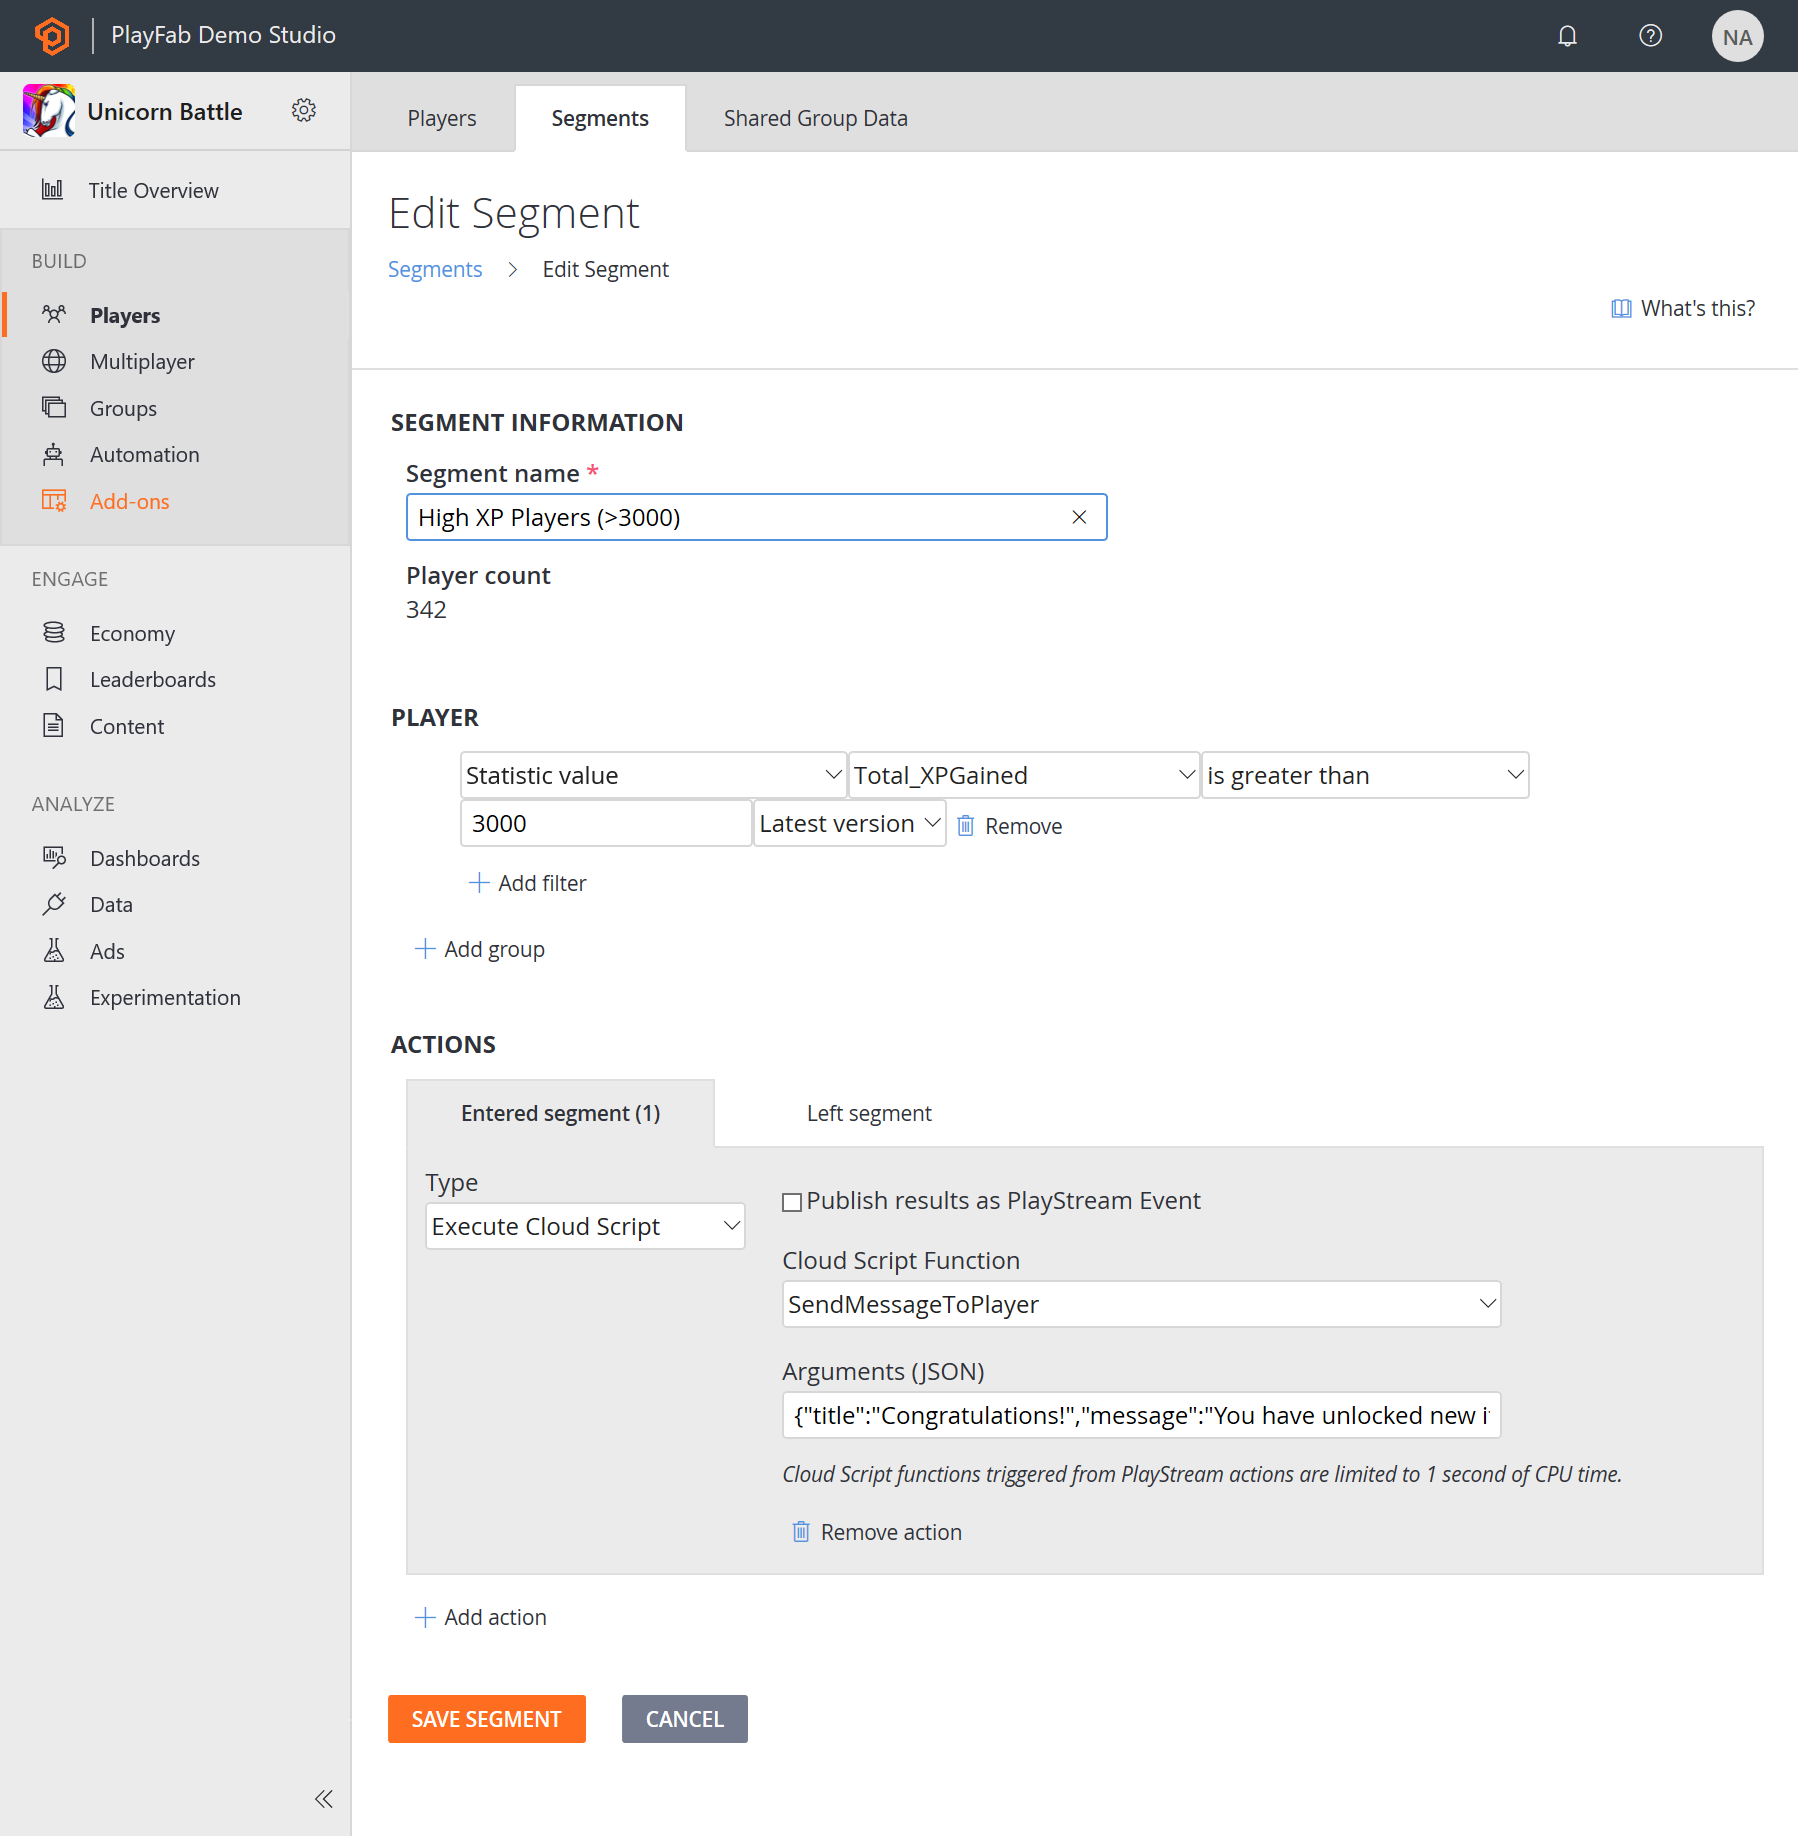 PlayFab Demo Studio
NA
Unicorn Battle
Players
Segments
Shared Group Data
Title Overview
BUILD
Players
Multiplayer
Groups
Automation
Add-ons
ENGAGE
Economy
Leaderboards
Content
ANALYZE
Dashboards
Data
Ads
Experimentation
Edit Segment
Segments > Edit Segment
What's this?
SEGMENT INFORMATION
Segment name *
High XP Players (>3000)
Player count
342
PLAYER
Statistic value Total_XPGained is greater than
3000 Latest version Remove
Add filter
Add group
ACTIONS
Entered segment (1) Left segment
Type
Execute Cloud Script
Publish results as PlayStream Event
Cloud Script Function
SendMessageToPlayer
Arguments (JSON)
{"title":"Congratulations!","message":"You have unlocked new i
Cloud Script functions triggered from PlayStream actions are limited to 1 second of CPU time.
Remove action
Add action
SAVE SEGMENT CANCEL